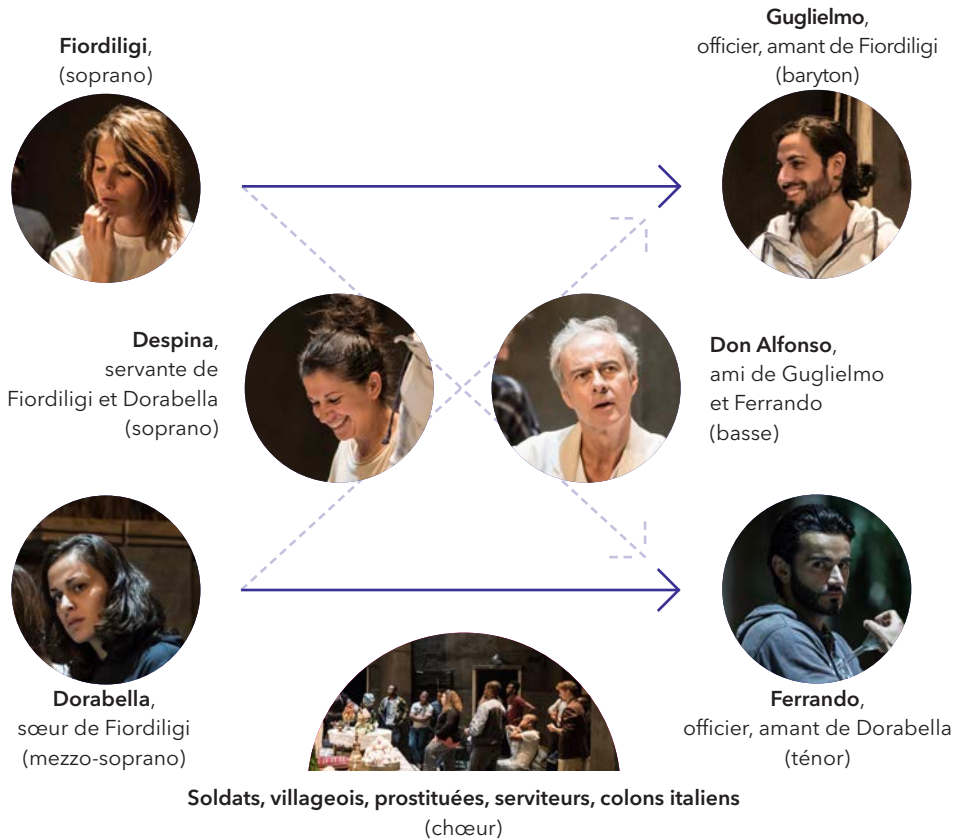 Fiordiligi,
(soprano)
Guglielmo,
officier, amant de Fiordiligi
(baryton)
Despina,
servante de
Fiordiligi et Dorabella
(soprano)
Don Alfonso,
ami de Guglielmo
et Ferrando
(basse)
Dorabella,
sœur de Fiordiligi
(mezzo-soprano)
Ferrando,
officier, amant de Dorabella
(ténor)
Soldats, villageois, prostituées, serviteurs, colons italiens
(chœur)